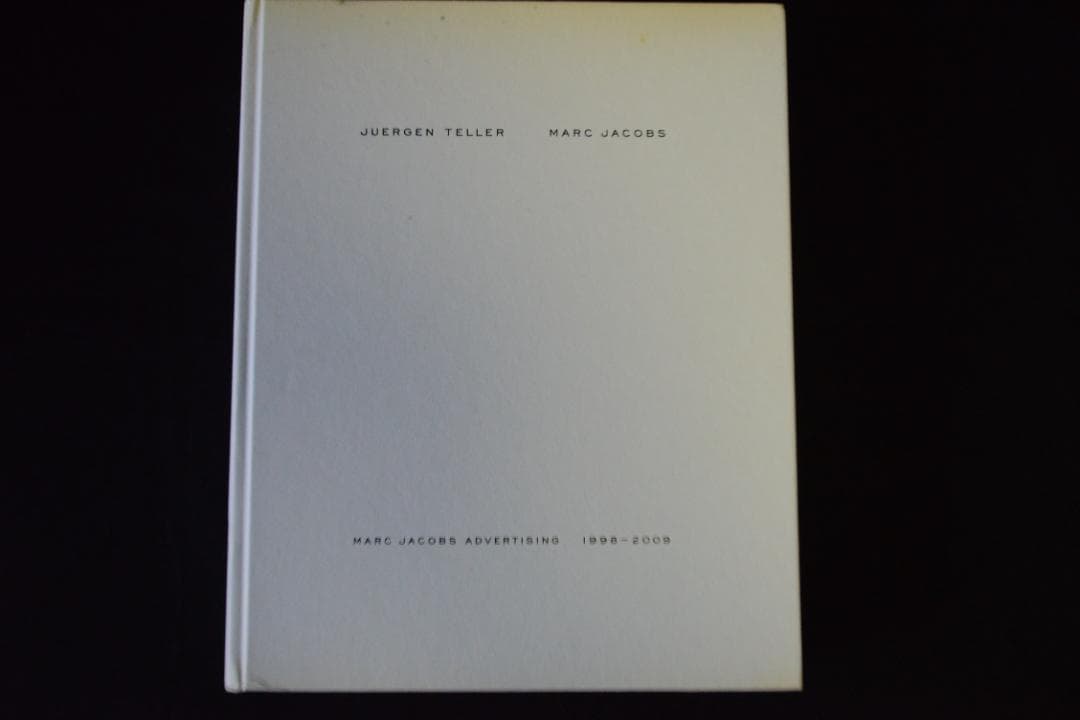 JUERGEN TELLER MARC JACOBS
MARC JACOBS ADVERTISING 1998–2009